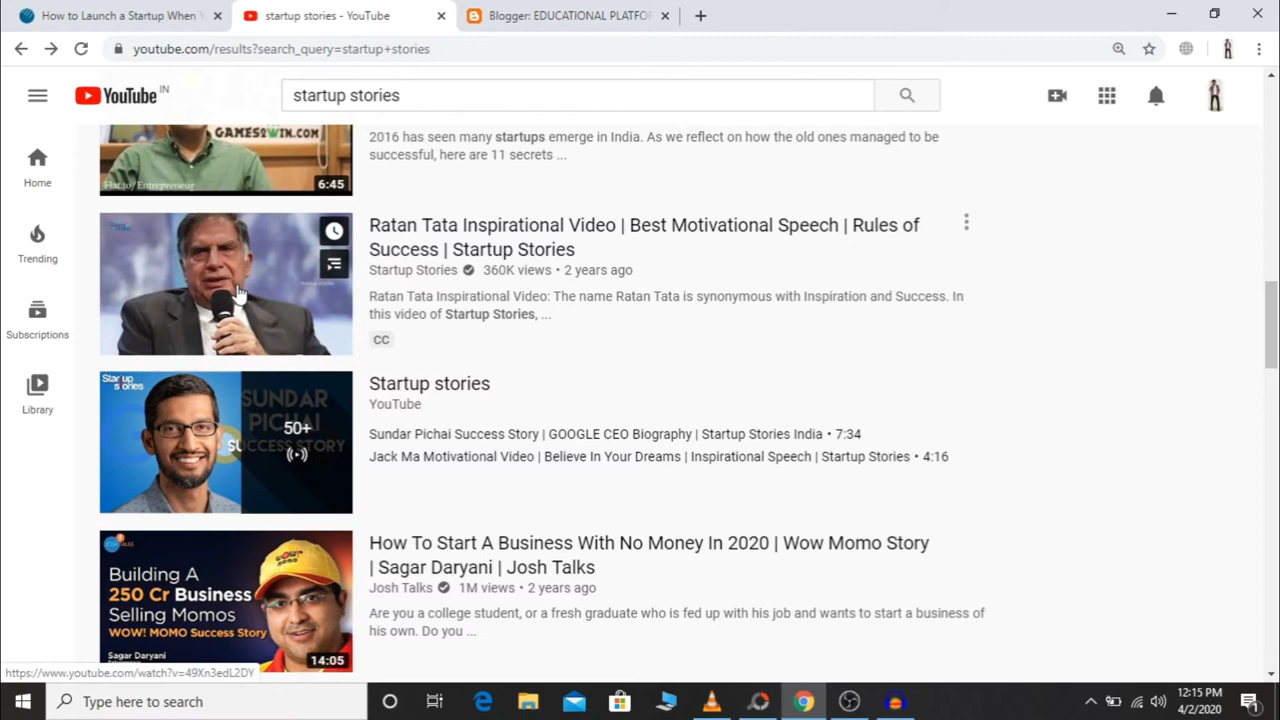 How to Launch a Startup When Y
startup stories - YouTube
Blogger: EDUCATIONAL PLATFO
youtube.com/results?search_query=startup+stories
YouTube IN
startup stories
Home
Trending
Subscriptions
Library
GAMES2WIN.COM
Flat.to/Entrepreneur
6:45
2016 has seen many startups emerge in India. As we reflect on how the old ones managed to
be successful, here are 11 secrets ...
Ratan Tata Inspirational Video | Best Motivational Speech | Rules of
Success | Startup Stories
Startup Stories 360K views • 2 years ago
Ratan Tata Inspirational Video: The name Ratan Tata is synonymous with Inspiration and Success. In
this video of Startup Stories, ...
CC
Startup
stories
SUNDAR
PICHAI
SUCCESS STORY
50+
Startup stories
YouTube
Sundar Pichai Success Story | GOOGLE CEO Biography | Startup Stories India • 7:34
Jack Ma Motivational Video | Believe In Your Dreams | Inspirational Speech | Startup Stories • 4:16
JOSH TALKS
Building A
250 Cr Business
Selling Momos
WOW! MOMO Success Story
Sagar Daryani
14:05
How To Start A Business With No Money In 2020 | Wow Momo Story
| Sagar Daryani | Josh Talks
Josh Talks 1M views • 2 years ago
Are you a college student, or a fresh graduate who is fed up with his job and wants to start a business of
his own. Do you ...
https://www.youtube.com/watch?v=49Xn3edL2DY
Type here to search
12:15 PM
4/2/2020
1